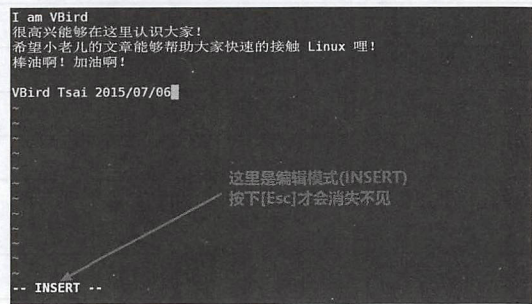 I am VBird
很高兴能够在这里认识大家！
希望小老儿的文章能够帮助大家快速的接触 Linux 哩！
棒油啊！加油啊！
VBird Tsai 2015/07/06
~
~
~
~
~
~
~
~
~
~
~
这里是编辑模式(INSERT)
按下[Esc]才会消失不见
-- INSERT --